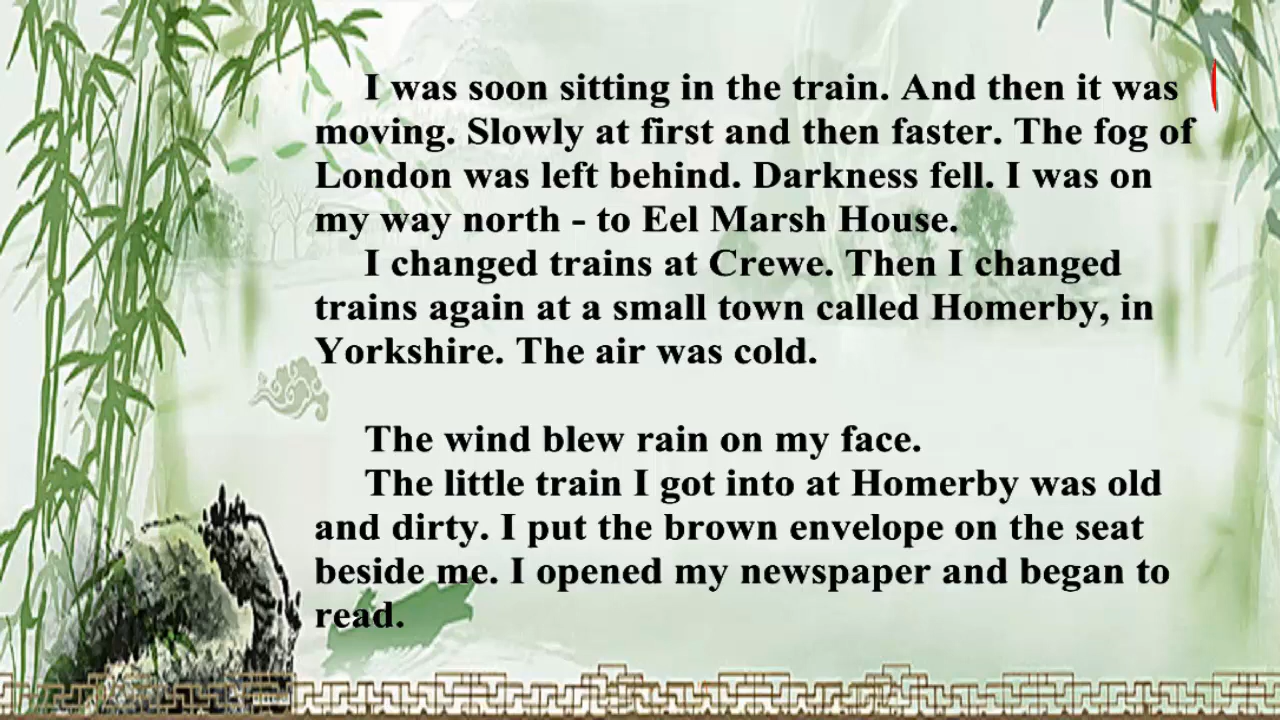 I was soon sitting in the train. And then it was
moving. Slowly at first and then faster. The fog of
London was left behind. Darkness fell. I was on
my way north - to Eel Marsh House.
I changed trains at Crewe. Then I changed
trains again at a small town called Homerby, in
Yorkshire. The air was cold.
The wind blew rain on my face.
The little train I got into at Homerby was old
and dirty. I put the brown envelope on the seat
beside me. I opened my newspaper and began to
read.